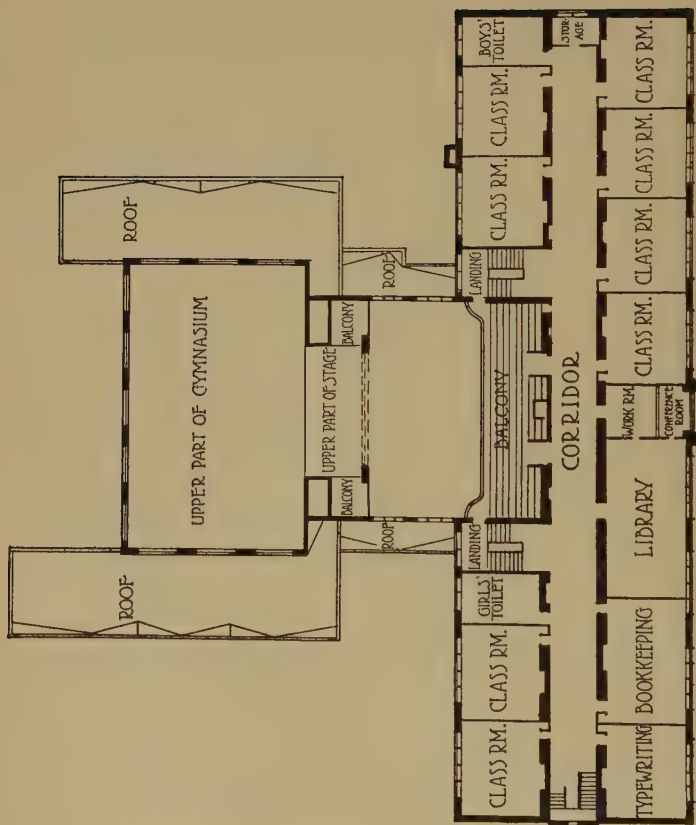 ROOF
ROOF
UPPER PART OF GYMNASIUM
BALCONY
UPPER PART OF STAGE
BALCONY
ROOF
ROOF
CLASS RM.
CLASS RM.
GIRLS'
TOILET
LANDING
BALCONY
LANDING
CLASS RM.
CLASS RM.
BOYS'
TOILET
CORRIDOR
STOR-
AGE
TYPEWRITING
BOOKKEEPING
LIBRARY
WORK RM.
CONFERENCE
ROOM
CLASS RM.
CLASS RM.
CLASS RM.
CLASS RM.